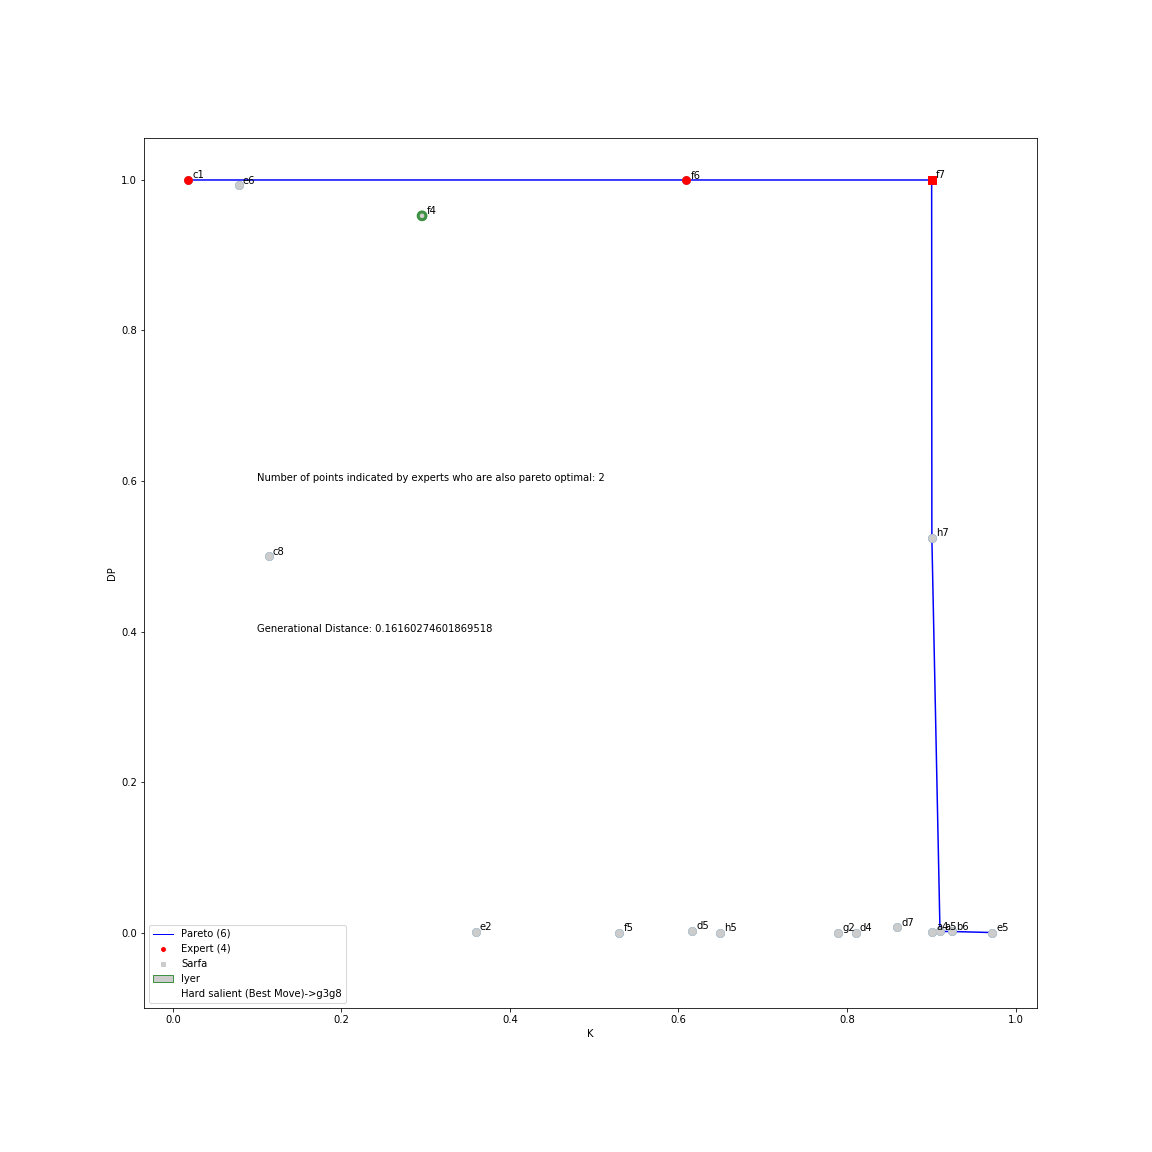 c1
e6
f4
f6
f7
1.0
0.8
0.6
0.4
0.2
0.0
DP
Number of points indicated by experts who are also pareto optimal: 2
h7
c8
Generational Distance: 0.16160274601869518
e2
f5
d5
h5
g2
d4
d7
a4
a5
b6
e5
Pareto (6)
Expert (4)
Sarfa
Iyer
Hard salient (Best Move)->g3g8
0.0
0.2
0.4
0.6
0.8
1.0
K